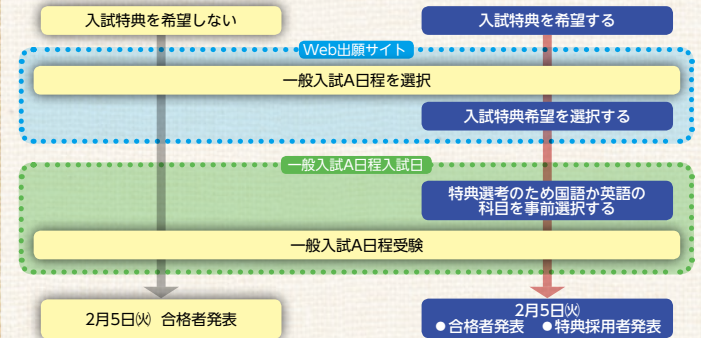 入試特典を希望しない
入試特典を希望する
Web出願サイト
一般入試A日程を選択
入試特典希望を選択する
一般入試A日程入試日
特典選考のため国語か英語の
科目を事前選択する
一般入試A日程受験
2月5日㈫ 合格者発表
2月5日㈫
●合格者発表 ●特典採用者発表